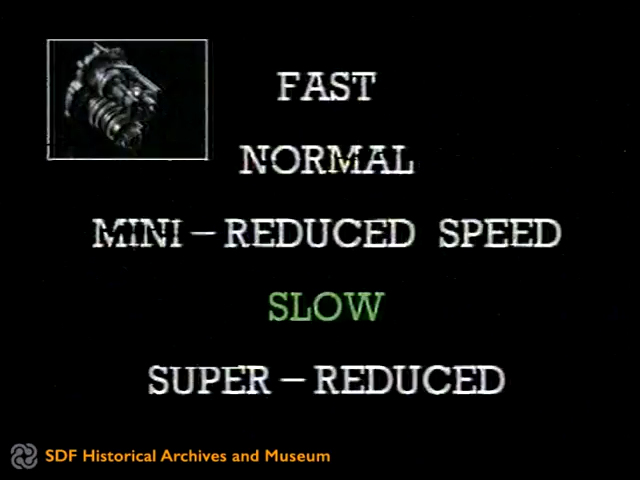 FAST
NORMAL
MINI – REDUCED SPEED
SLOW
SUPER – REDUCED
SDF Historical Archives and Museum